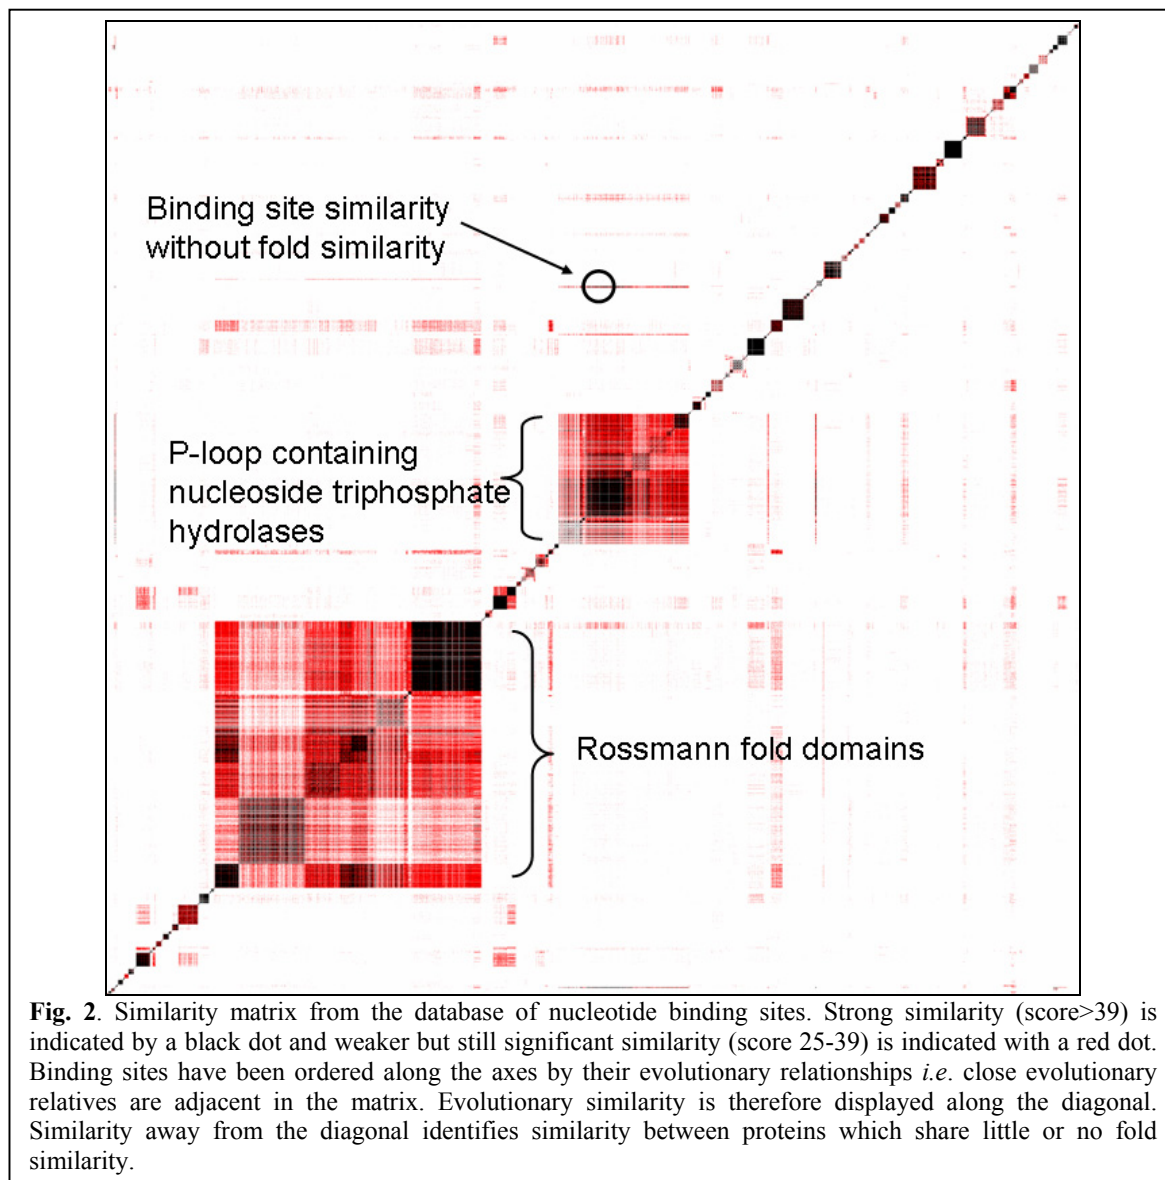 Binding site similarity
without fold similarity
P-loop containing
nucleoside triphosphate
hydrolases
Rossmann fold domains
Fig. 2. Similarity matrix from the database of nucleotide binding sites. Strong similarity (score>39) is
indicated by a black dot and weaker but still significant similarity (score 25-39) is indicated with a red dot.
Binding sites have been ordered along the axes by their evolutionary relationships i.e. close evolutionary
relatives are adjacent in the matrix. Evolutionary similarity is therefore displayed along the diagonal.
Similarity away from the diagonal identifies similarity between proteins which share little or no fold
similarity.